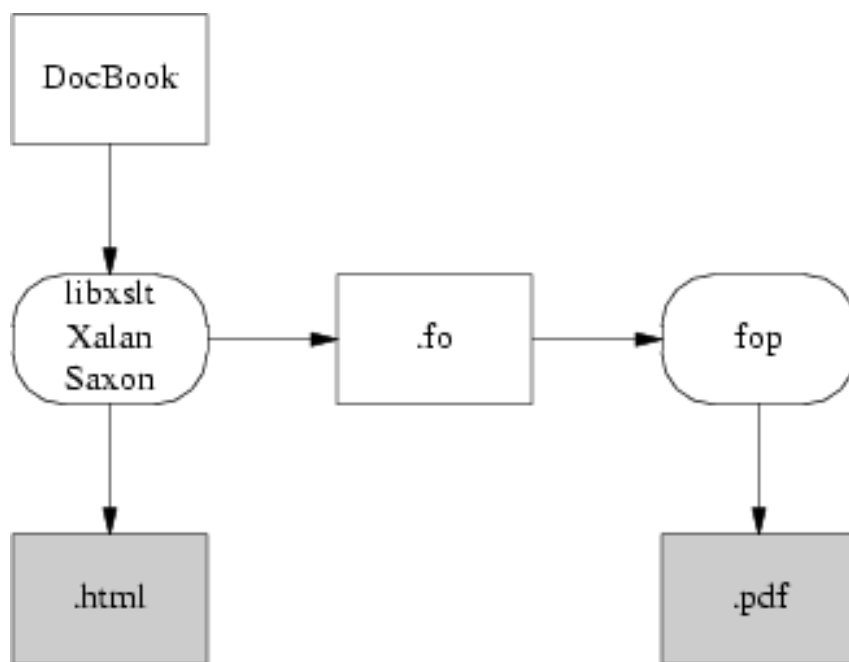 DocBook
libxslt
Xalan
Saxon
.fo
fop
.html
.pdf